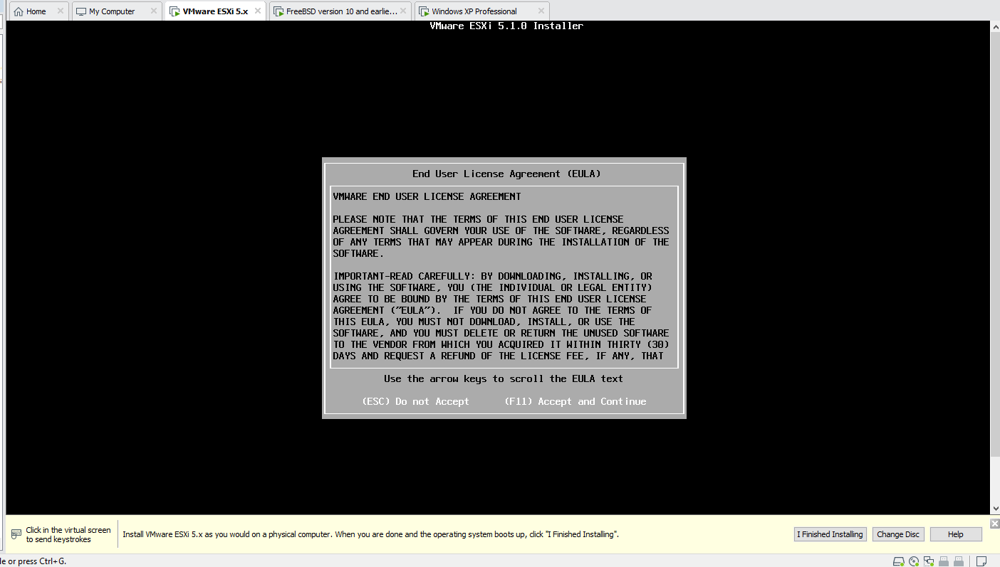 Home
My Computer
VMware ESXi 5.x
FreeBSD version 10 and earlie...
Windows XP Professional
VMware ESXi 5.1.0 Installer
End User License Agreement (EULA)
VMWARE END USER LICENSE AGREEMENT
PLEASE NOTE THAT THE TERMS OF THIS END USER LICENSE
AGREEMENT SHALL GOVERN YOUR USE OF THE SOFTWARE, REGARDLESS
OF ANY TERMS THAT MAY APPEAR DURING THE INSTALLATION OF THE
SOFTWARE.
IMPORTANT-READ CAREFULLY: BY DOWNLOADING, INSTALLING, OR
USING THE SOFTWARE, YOU (THE INDIVIDUAL OR LEGAL ENTITY)
AGREE TO BE BOUND BY THE TERMS OF THIS END USER LICENSE
AGREEMENT ("EULA"). IF YOU DO NOT AGREE TO THE TERMS OF
THIS EULA, YOU MUST NOT DOWNLOAD, INSTALL, OR USE THE
SOFTWARE, AND YOU MUST DELETE OR RETURN THE UNUSED SOFTWARE
TO THE VENDOR FROM WHICH YOU ACQUIRED IT WITHIN THIRTY (30)
DAYS AND REQUEST A REFUND OF THE LICENSE FEE, IF ANY, THAT
Use the arrow keys to scroll the EULA text
(ESC) Do not Accept (F11) Accept and Continue
Click in the virtual screen
to send keystrokes
Install VMware ESXi 5.x as you would on a physical computer. When you are done and the operating system boots up, click "I Finished Installing".
I Finished Installing
Change Disc
Help
or press Ctrl+G.